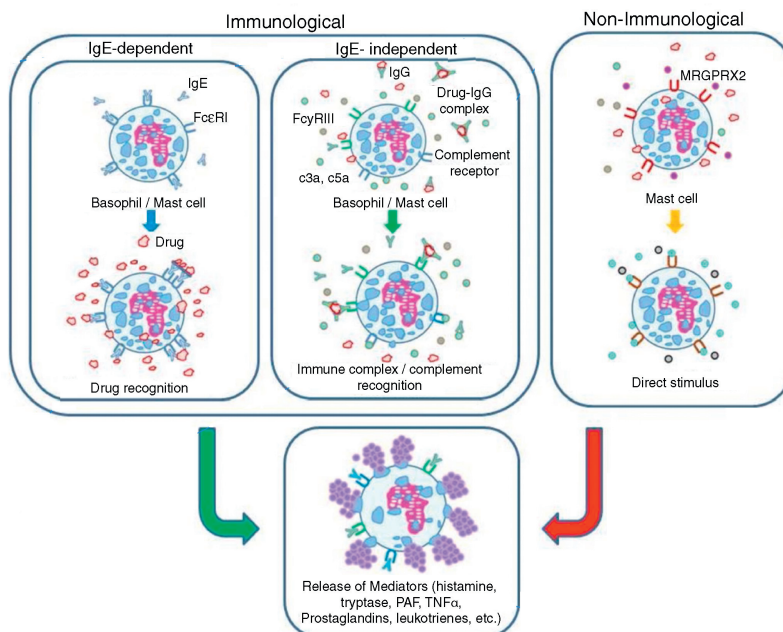 Immunological
Non-Immunological
IgE-dependent
IgE- independent
IgE
FcεRI
Basophil / Mast cell
Drug
Drug recognition
IgG
Drug-IgG
complex
FcγRIII
Complement
receptor
c3a, c5a
Basophil / Mast cell
Immune complex / complement
recognition
MRGPRX2
Mast cell
Direct stimulus
Release of Mediators (histamine,
tryptase, PAF, TNFα,
Prostaglandins, leukotrienes, etc.)